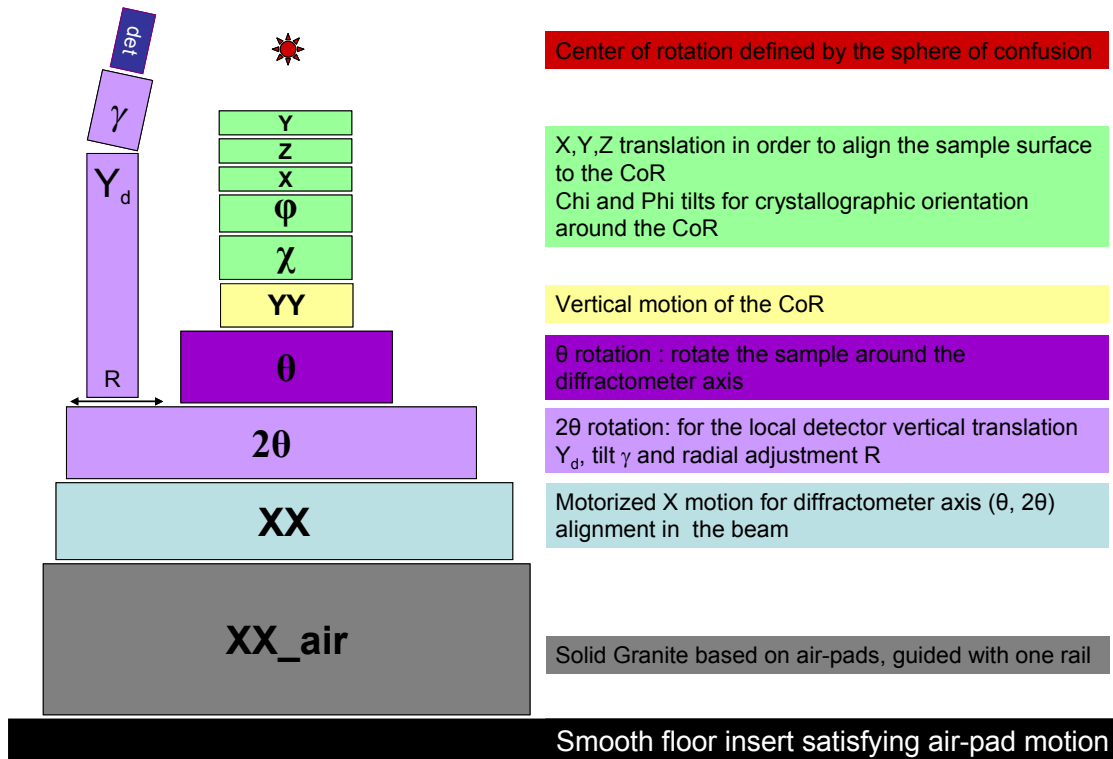 det
γ
Y_d
R
Y
Z
X
φ
χ
YY
θ
2θ
XX
XX_air
Center of rotation defined by the sphere of confusion
X,Y,Z translation in order to align the sample surface
to the CoR
Chi and Phi tilts for crystallographic orientation
around the CoR
Vertical motion of the CoR
θ rotation : rotate the sample around the
diffractometer axis
2θ rotation: for the local detector vertical translation
Y_d, tilt γ and radial adjustment R
Motorized X motion for diffractometer axis (θ, 2θ)
alignment in the beam
Solid Granite based on air-pads, guided with one rail
Smooth floor insert satisfying air-pad motion